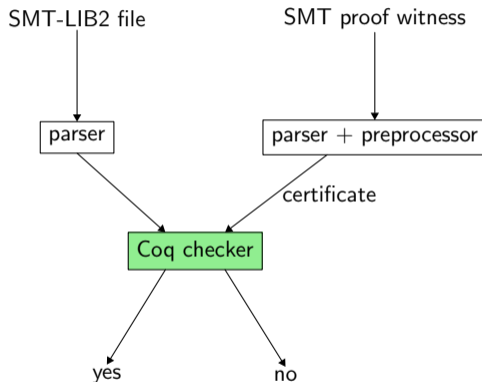 SMT-LIB2 file
SMT proof witness
parser
parser + preprocessor
certificate
Coq checker
yes
no